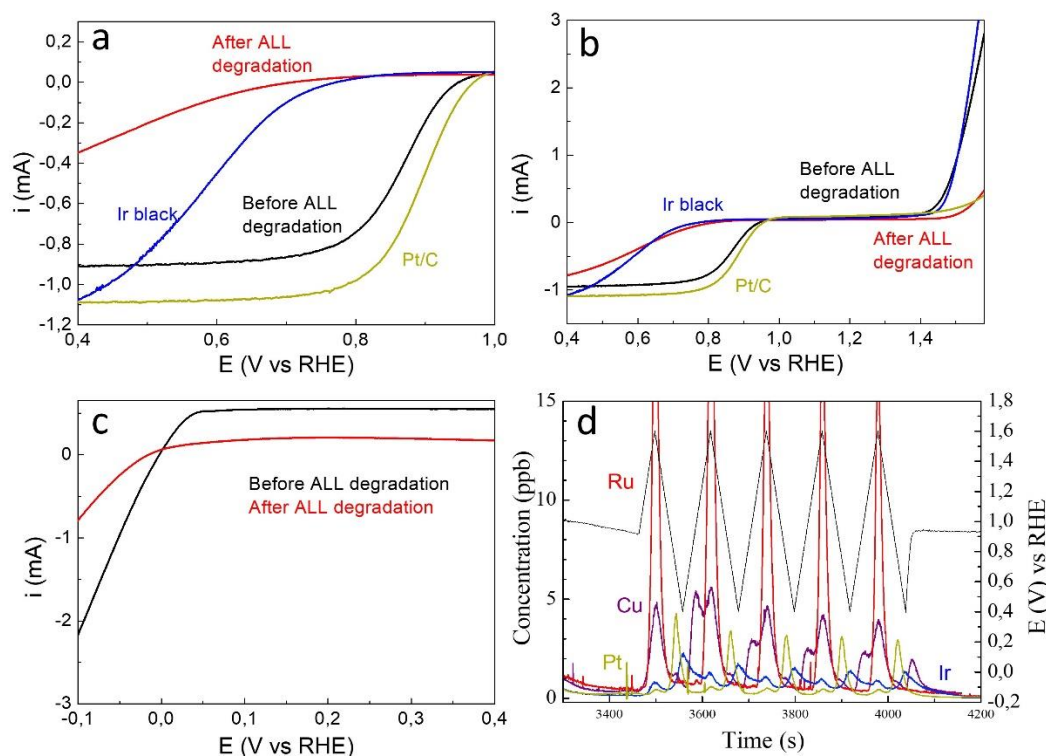 a
After ALL
degradation
Ir black
Before ALL
degradation
Pt/C
0,2
0,0
-0,2
-0,4
-0,6
-0,8
-1,0
-1,2
i (mA)
0,4 0,6 0,8 1,0
E (V vs RHE)
b
Before ALL
degradation
Ir black
After ALL
degradation
Pt/C
3
2
1
0
-1
i (mA)
0,4 0,6 0,8 1,0 1,2 1,4
E (V vs RHE)
c
Before ALL degradation
After ALL degradation
0
-1
-2
-3
i (mA)
-0,1 0,0 0,1 0,2 0,3 0,4
E (V vs RHE)
d
Ru
Cu
Pt
Ir
15
10
5
0
Concentration (ppb)
1,8
1,6
1,4
1,2
1,0
0,8
0,6
0,4
0,2
0,0
-0,2
E (V) vs RHE
3400 3600 3800 4000 4200
Time (s)